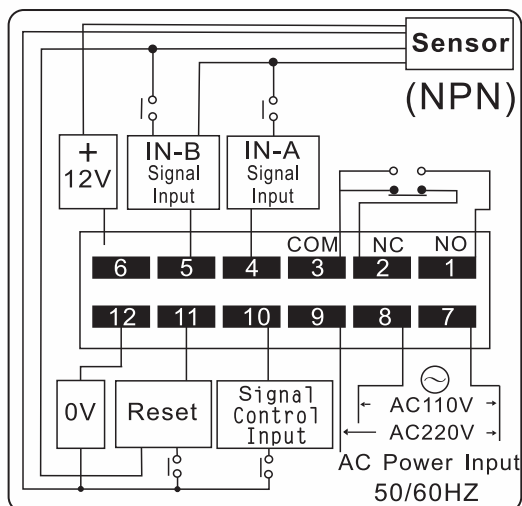 Sensor
(NPN)
+
12V
IN-B
Signal
Input
IN-A
Signal
Input
COM NC NO
6 5 4 3 2 1
12 11 10 9 8 7
0V
Reset
Signal
Control
Input
AC110V
AC220V
AC Power Input
50/60HZ